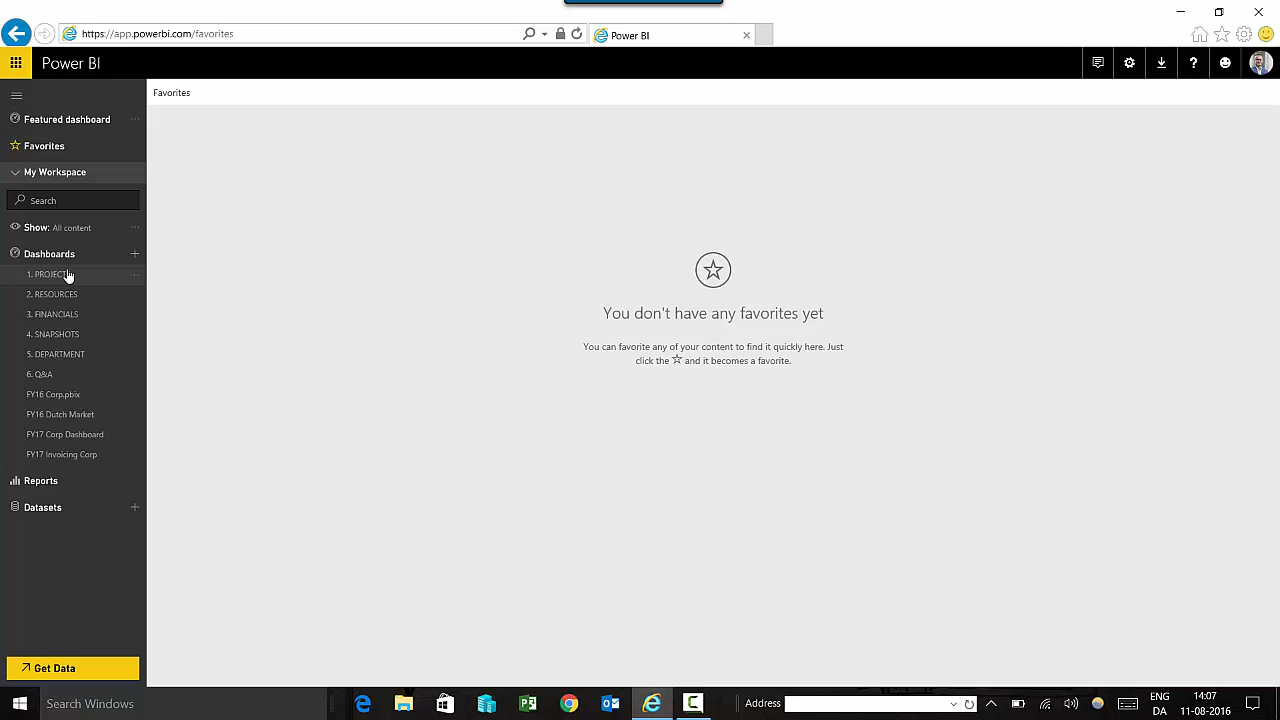 https://app.powerbi.com/favorites
Power BI
Power BI
Favorites
Featured dashboard
Favorites
My Workspace
Search
Show: All content
Dashboards
1. PROJECT
2. RESOURCES
3. FINANCIALS
4. SNAPSHOTS
5. DEPARTMENT
6. Q&A
FY16 Corp.pbix
FY16 Dutch Market
FY17 Corp Dashboard
FY17 Invoicing Corp
Reports
Datasets
Get Data
You don't have any favorites yet
You can favorite any of your content to find it quickly here. Just
click the ☆ and it becomes a favorite.
Search Windows
Address
ENG
DA
14:07
11-08-2016